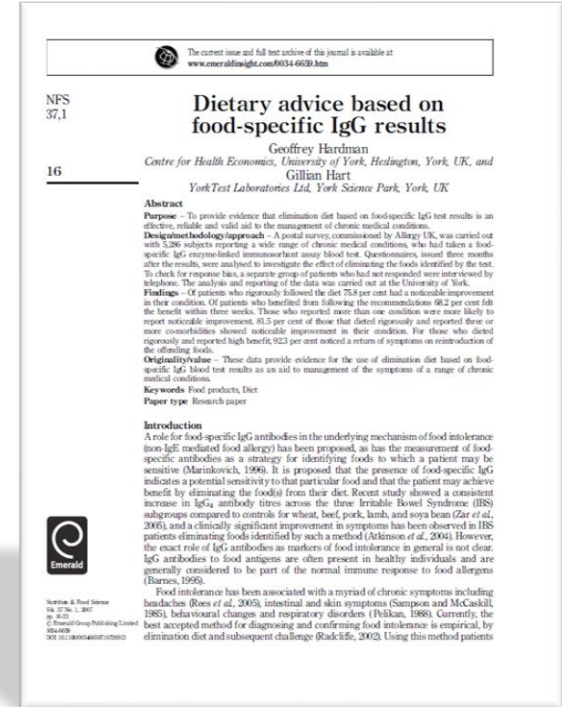 The current issue and full text archive of this journal is available at
www.emeraldinsight.com/0034-6659.htm
NFS
37,1
16
Dietary advice based on
food-specific IgG results
Geoffrey Hardman
Centre for Health Economics, University of York, Heslington, York, UK, and
Gillian Hart
YorkTest Laboratories Ltd, York Science Park, York, UK
Abstract
Purpose – To provide evidence that elimination diet based on food-specific IgG test results is an
effective, reliable and valid aid to the management of chronic medical conditions.
Design/methodology/approach – A postal survey, commissioned by Allergy UK, was carried out
with 5,286 subjects reporting a wide range of chronic medical conditions, who had taken a food-
specific IgG enzyme-linked immunosorbant assay blood test. Questionnaires, issued three months
after the results, were analysed to investigate the effect of eliminating the foods identified by the test.
To check for response bias, a separate group of patients who had not responded were interviewed by
telephone. The analysis and reporting of the data was carried out at the University of York.
Findings – Of patients who rigorously followed the diet 75.8 per cent had a noticeable improvement
in their condition. Of patients who benefited from following the recommendations 68.2 per cent felt
the benefit within three weeks. Those who reported more than one condition were more likely to
report noticeable improvement. 81.5 per cent of those that dieted rigorously and reported three or
more co-morbidities showed noticeable improvement in their condition. For those who dieted
rigorously and reported high benefit, 92.3 per cent noticed a return of symptoms on reintroduction of
the offending foods.
Originality/value – These data provide evidence for the use of elimination diet based on food-
specific IgG blood test results as an aid to management of the symptoms of a range of chronic
medical conditions.
Keywords Food products, Diet
Paper type Research paper
Introduction
A role for food-specific IgG antibodies in the underlying mechanism of food intolerance
(non-IgE mediated food allergy) has been proposed, as has the measurement of food-
specific antibodies as a strategy for identifying foods to which a patient may be
sensitive (Marinkovich, 1996). It is proposed that the presence of food-specific IgG
indicates a potential sensitivity to that particular food and that the patient may achieve
benefit by eliminating the food(s) from their diet. Recent study showed a consistent
increase in IgG4 antibody titres across the three Irritable Bowel Syndrome (IBS)
subgroups compared to controls for wheat, beef, pork, lamb, and soya bean (Zar et al.,
2005), and a clinically significant improvement in symptoms has been observed in IBS
patients eliminating foods identified by such a method (Atkinson et al., 2004). However,
the exact role of IgG antibodies as markers of food intolerance in general is not clear.
IgG antibodies to food antigens are often present in healthy individuals and are
generally considered to be part of the normal immune response to food allergens
(Barnes, 1995).
Food intolerance has been associated with a myriad of chronic symptoms including
headaches (Rees et al., 2005), intestinal and skin symptoms (Sampson and McCaskill,
1985), behavioural changes and respiratory disorders (Pelikan, 1988). Currently, the
best accepted method for diagnosing and confirming food intolerance is empirical, by
elimination diet and subsequent challenge (Radcliffe, 2002). Using this method patients
Emerald
Nutrition & Food Science
Vol. 37 No. 1, 2007
pp. 16-23
© Emerald Group Publishing Limited
0034-6659
DOI